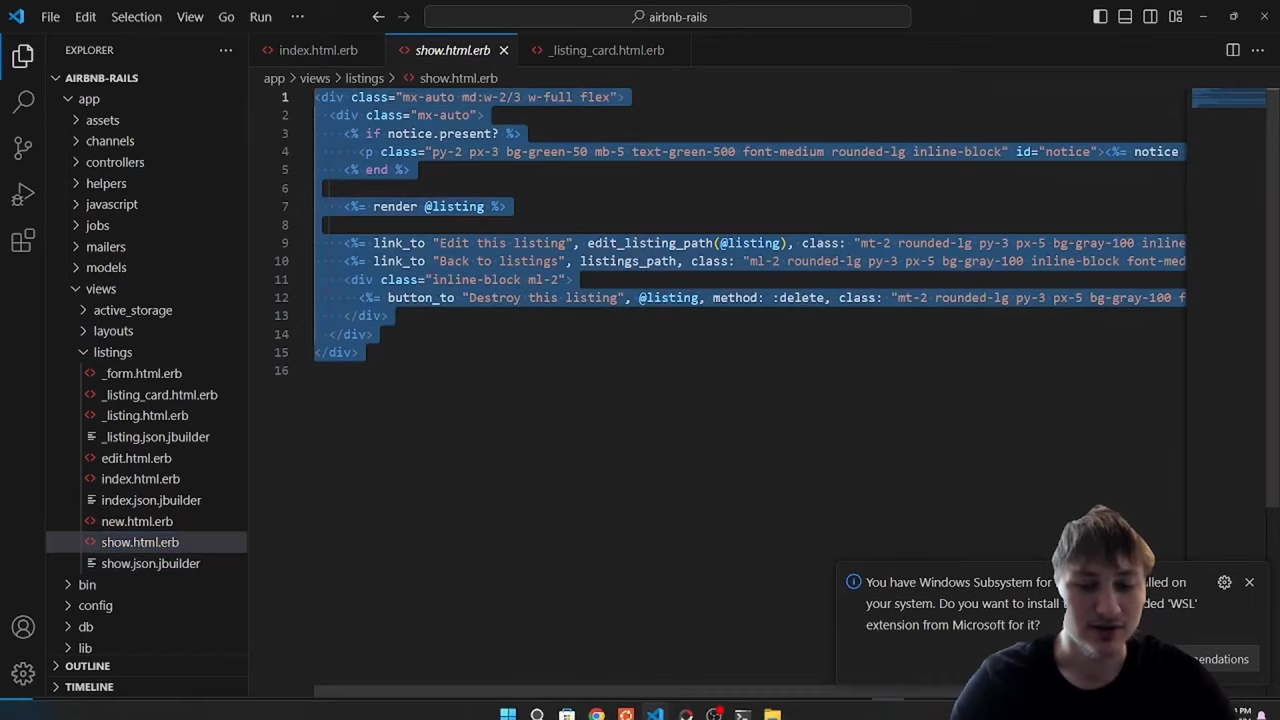 File Edit Selection View Go Run ··· airbnb-rails
EXPLORER ··· index.html.erb show.html.erb _listing_card.html.erb
AIRBNB-RAILS
app > views > listings > show.html.erb
app
assets
channels
controllers
helpers
javascript
jobs
mailers
models
views
active_storage
layouts
listings
_form.html.erb
_listing_card.html.erb
_listing.html.erb
_listing.json.jbuilder
edit.html.erb
index.html.erb
index.json.jbuilder
new.html.erb
show.html.erb
show.json.jbuilder
bin
config
db
lib
OUTLINE
TIMELINE
1 <div class="mx-auto md:w-2/3 w-full flex">
2 <div class="mx-auto">
3 <% if notice.present? %>
4 <p class="py-2 px-3 bg-green-50 mb-5 text-green-500 font-medium rounded-lg inline-block" id="notice"><%= notice
5 <% end %>
6
7 <%= render @listing %>
8
9 <%= link_to "Edit this listing", edit_listing_path(@listing), class: "mt-2 rounded-lg py-3 px-5 bg-gray-100 inline
10 <%= link_to "Back to listings", listings_path, class: "ml-2 rounded-lg py-3 px-5 bg-gray-100 inline-block font-med
11 <div class="inline-block ml-2">
12 <%= button_to "Destroy this listing", @listing, method: :delete, class: "mt-2 rounded-lg py-3 px-5 bg-gray-100 f
13 </div>
14 </div>
15 </div>
16
You have Windows Subsystem for
your system. Do you want to install
'WSL'
extension from Microsoft for it?
PM